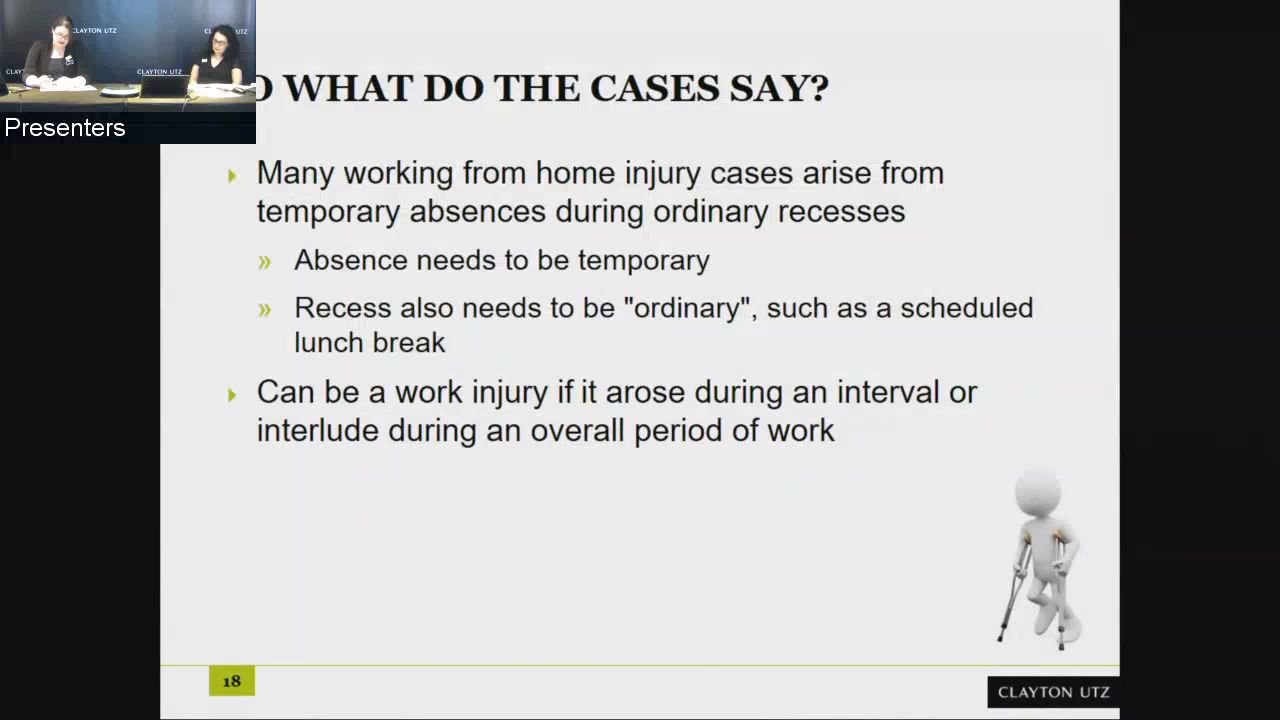 CLAYTON UTZ
CLAYTON UTZ
Presenters
O WHAT DO THE CASES SAY?
Many working from home injury cases arise from
temporary absences during ordinary recesses
» Absence needs to be temporary
» Recess also needs to be "ordinary", such as a scheduled
lunch break
Can be a work injury if it arose during an interval or
interlude during an overall period of work
18
CLAYTON UTZ